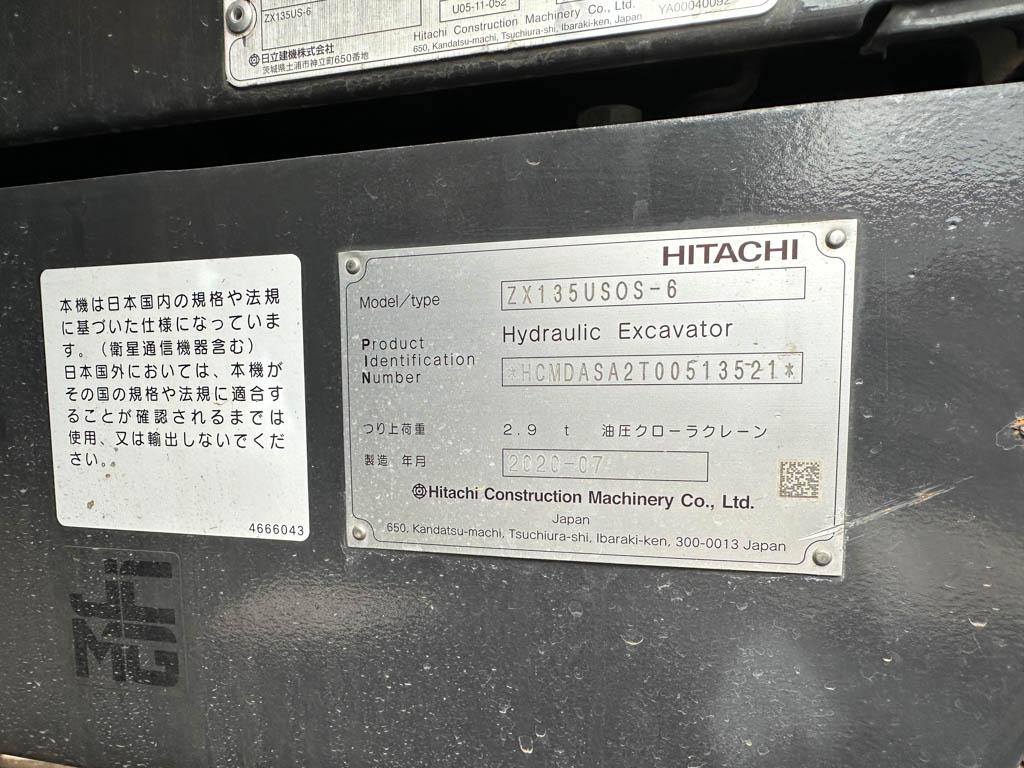 ZX135US-6
U05-11-052
日立建機株式会社
茨城県土浦市神立町650番地
Hitachi Construction Machinery Co., Ltd.
650, Kandatsu-machi, Tsuchiura-shi, Ibaraki-ken, Japan YA00040092
本機は日本国内の規格や法規
に基づいた仕様になっていま
す。(衛星通信機器含む)
日本国外においては、本機が
その国の規格や法規に適合す
ることが確認されるまでは
使用、又は輸出しないでくだ
さい。
4666043
JC
MG
HITACHI
Model/type ZX135USOS-6
Hydraulic Excavator
Product
Identification
Number *HCMDASA2T00513521*
つり上荷重 2.9 t 油圧クローラクレーン
製造 年月 2020-07
Hitachi Construction Machinery Co., Ltd.
Japan
650, Kandatsu-machi, Tsuchiura-shi, Ibaraki-ken, 300-0013 Japan